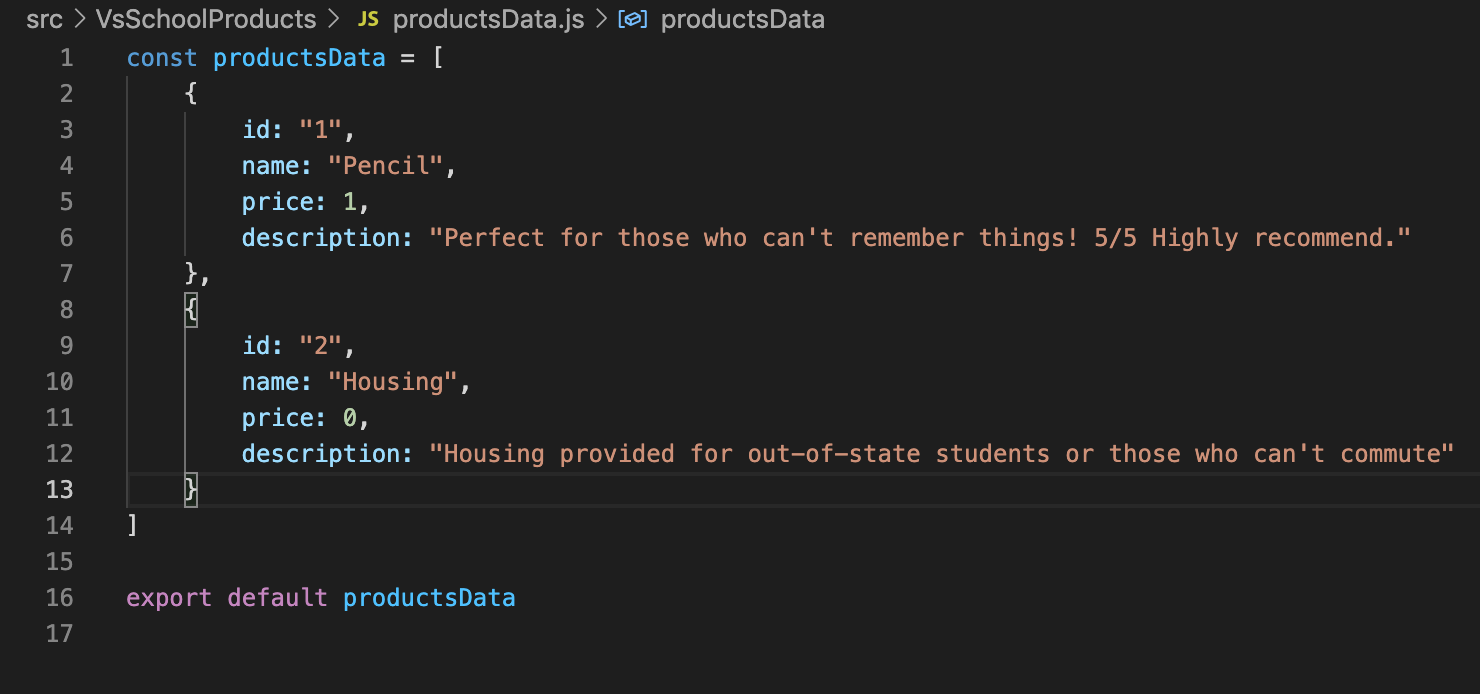 src > VsSchoolProducts > JS productsData.js > productsData
1 const productsData = [
2     {
3         id: "1",
4         name: "Pencil",
5         price: 1,
6         description: "Perfect for those who can't remember things! 5/5 Highly recommend."
7     },
8     {
9         id: "2",
10         name: "Housing",
11         price: 0,
12         description: "Housing provided for out-of-state students or those who can't commute"
13     }
14 ]
15
16 export default productsData
17